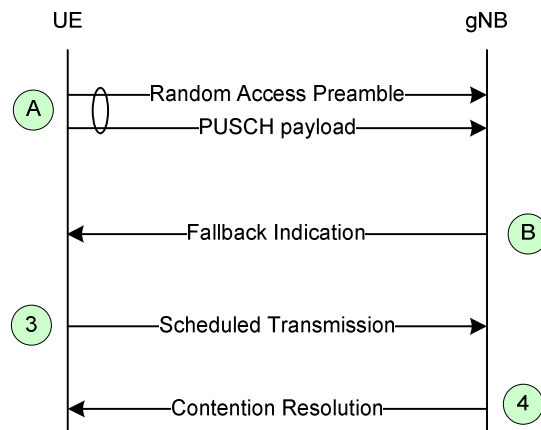 UE gNB
A Random Access Preamble
PUSCH payload
Fallback Indication B
3 Scheduled Transmission
Contention Resolution 4